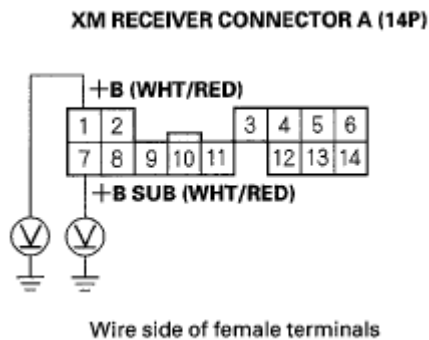 XM RECEIVER CONNECTOR A (14P)
+B (WHT/RED)
1 2 3 4 5 6
7 8 9 10 11 12 13 14
+B SUB (WHT/RED)
V V
Wire side of female terminals